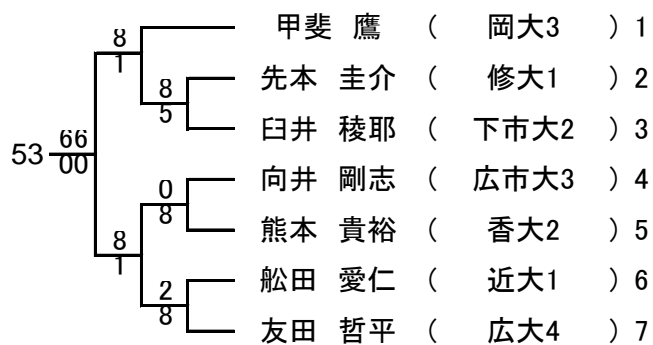 8 甲斐 鷹 ( 岡大3 ) 1
1
8 先本 圭介 ( 修大1 ) 2
5 臼井 稜耶 ( 下市大2 ) 3
53 66
00
0 向井 剛志 ( 広市大3 ) 4
8 熊本 貴裕 ( 香大2 ) 5
8
1
2 舩田 愛仁 ( 近大1 ) 6
8 友田 哲平 ( 広大4 ) 7